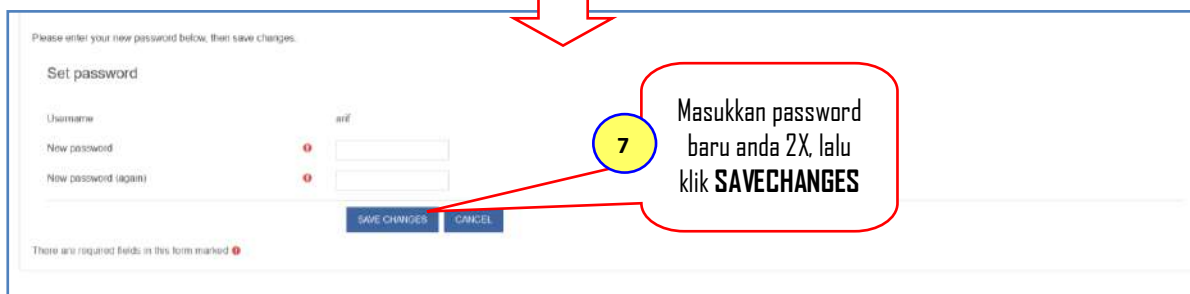 Please enter your new password below, then save changes.
Set password
Username
arif
New password
New password (again)
SAVE CHANGES
CANCEL
There are required fields in this form marked
7
Masukkan password
baru anda 2X, lalu
klik SAVECHANGES